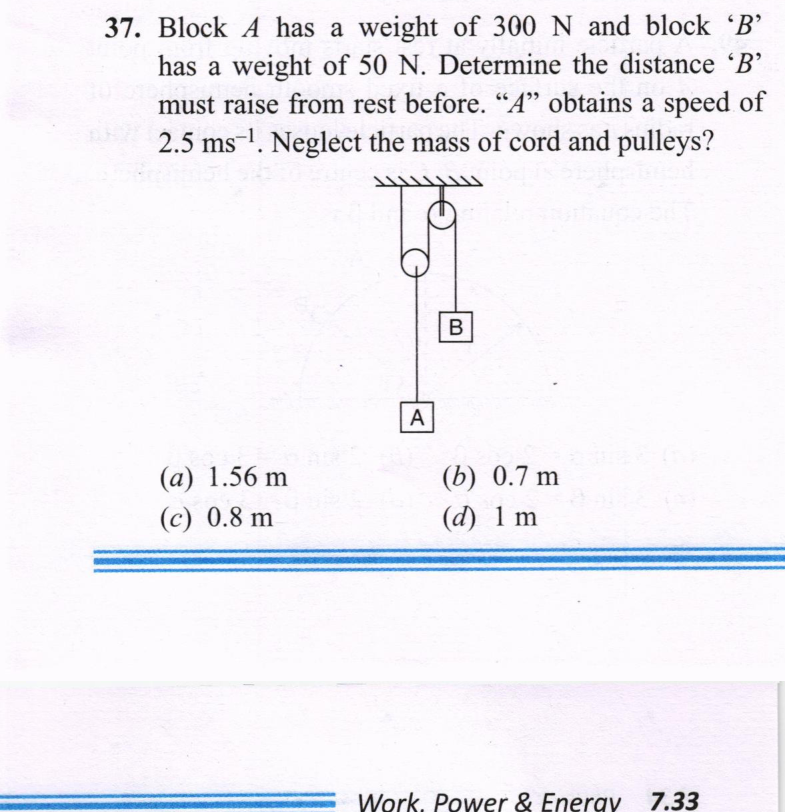 37. Block A has a weight of 300 N and block ‘B’
has a weight of 50 N. Determine the distance ‘B’
must raise from rest before. “A” obtains a speed of
2.5 ms⁻ . Neglect the mass of cord and pulleys?
B
A
(a) 1.56 m (b) 0.7 m
(c) 0.8 m (d) 1 m
Work, Power & Energy 7.33